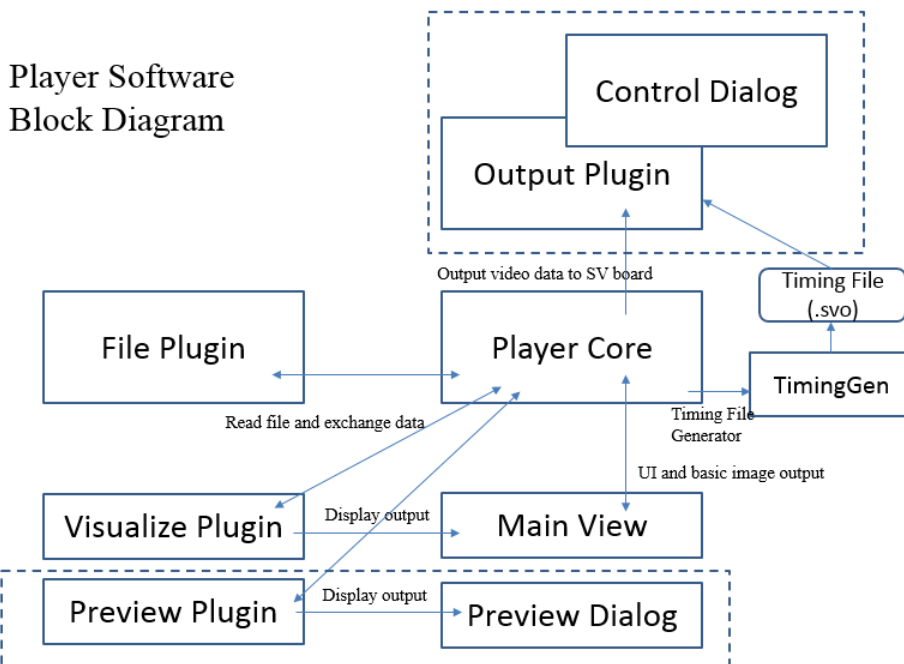 Player Software
Block Diagram
Control Dialog
Output Plugin
Output video data to SV board
Timing File
(.svo)
File Plugin
Player Core
TimingGen
Read file and exchange data
Timing File
Generator
UI and basic image output
Visualize Plugin
Display output
Main View
Preview Plugin
Display output
Preview Dialog